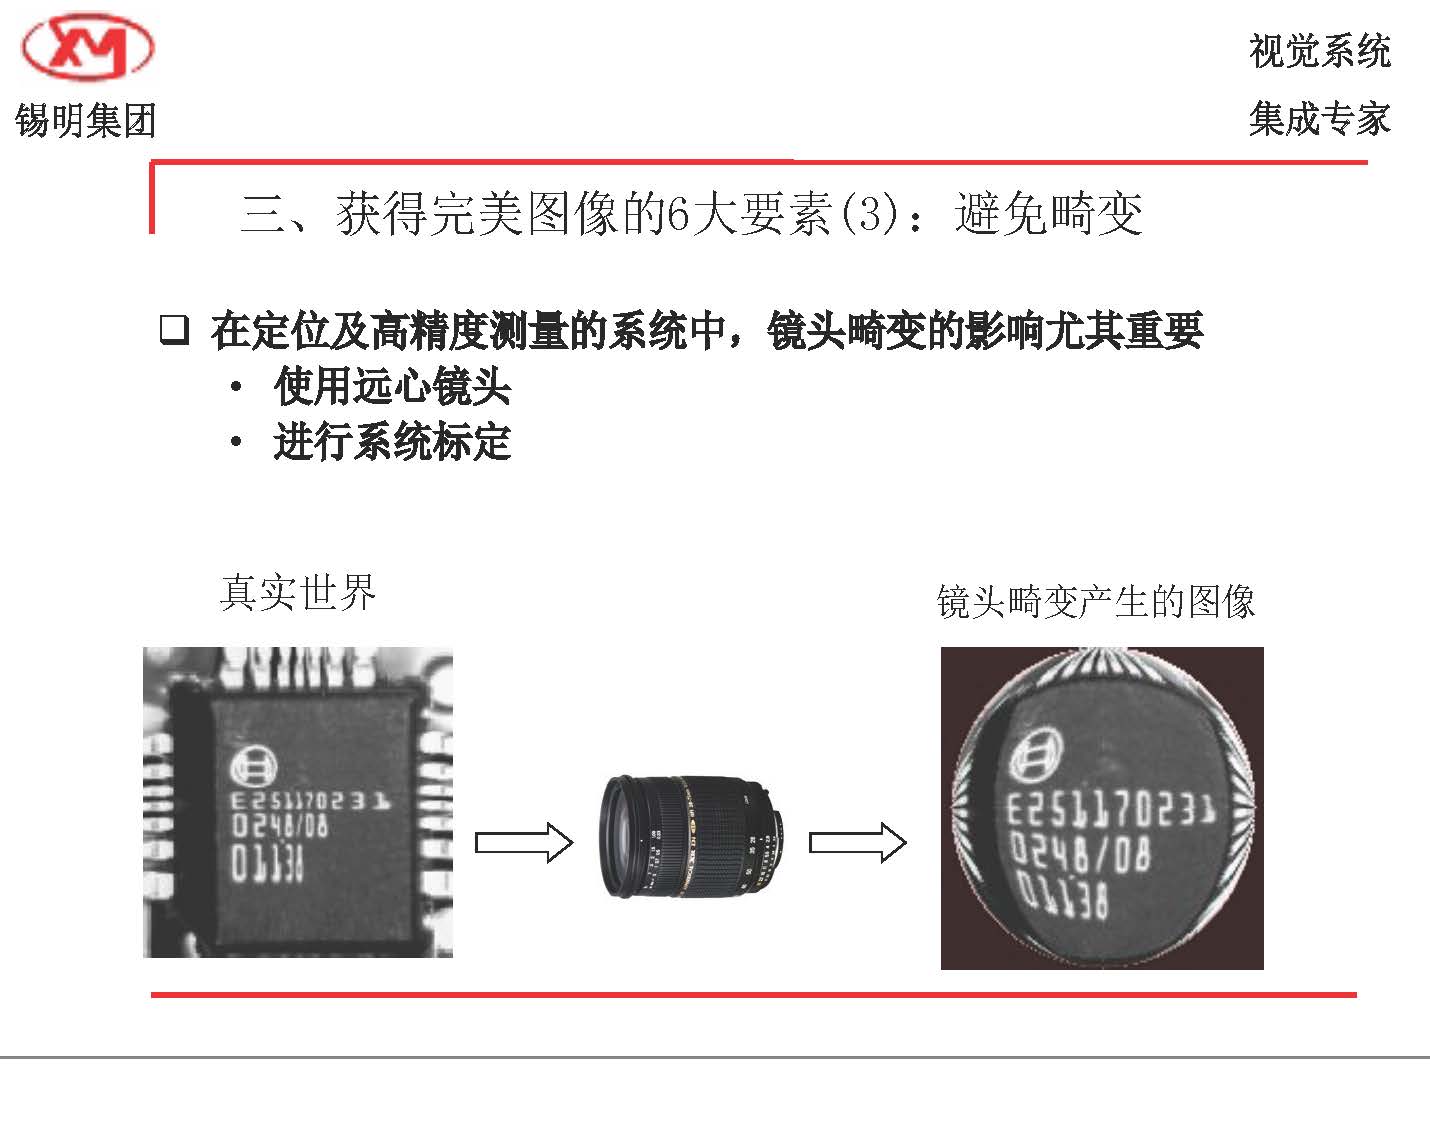 XM
锡明集团
视觉系统
集成专家
三、获得完美图像的6大要素(3)：避免畸变
在定位及高精度测量的系统中，镜头畸变的影响尤其重要
• 使用远心镜头
• 进行系统标定
真实世界
镜头畸变产生的图像
E251170231
0248/08
01138
E251170231
0248/08
01138